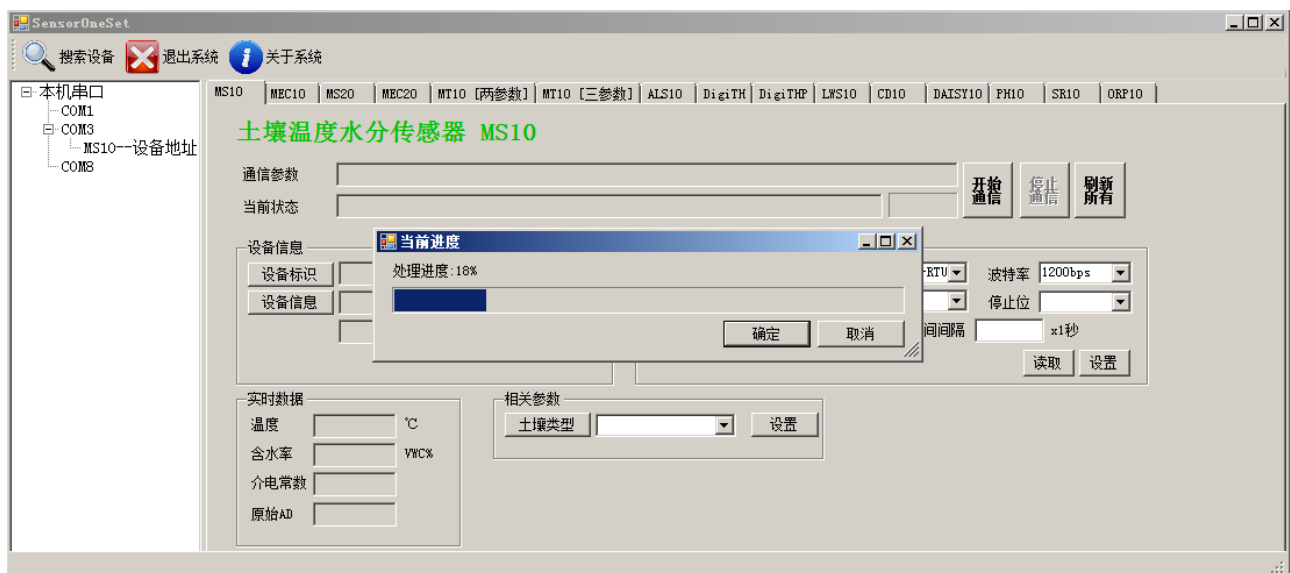 SensorOneSet
搜索设备 退出系统 关于系统
本机串口
COM1
COM3
MS10--设备地址
COM8
MS10 MEC10 MS20 MEC20 MT10 [两参数] MT10 [三参数] ALS10 DigiTH DigiTHP LWS10 CD10 DAISY10 PH10 SR10 ORP10
土壤温度水分传感器 MS10
通信参数
当前状态
开始通信
停止通信
刷新所有
设备信息
设备标识
设备信息
当前进度
处理进度:18%
确定 取消
RTU 波特率 1200bps
停止位
间间隔 x1秒
读取 设置
实时数据
温度 ℃
含水率 VWC%
介电常数
原始AD
相关参数
土壤类型 设置